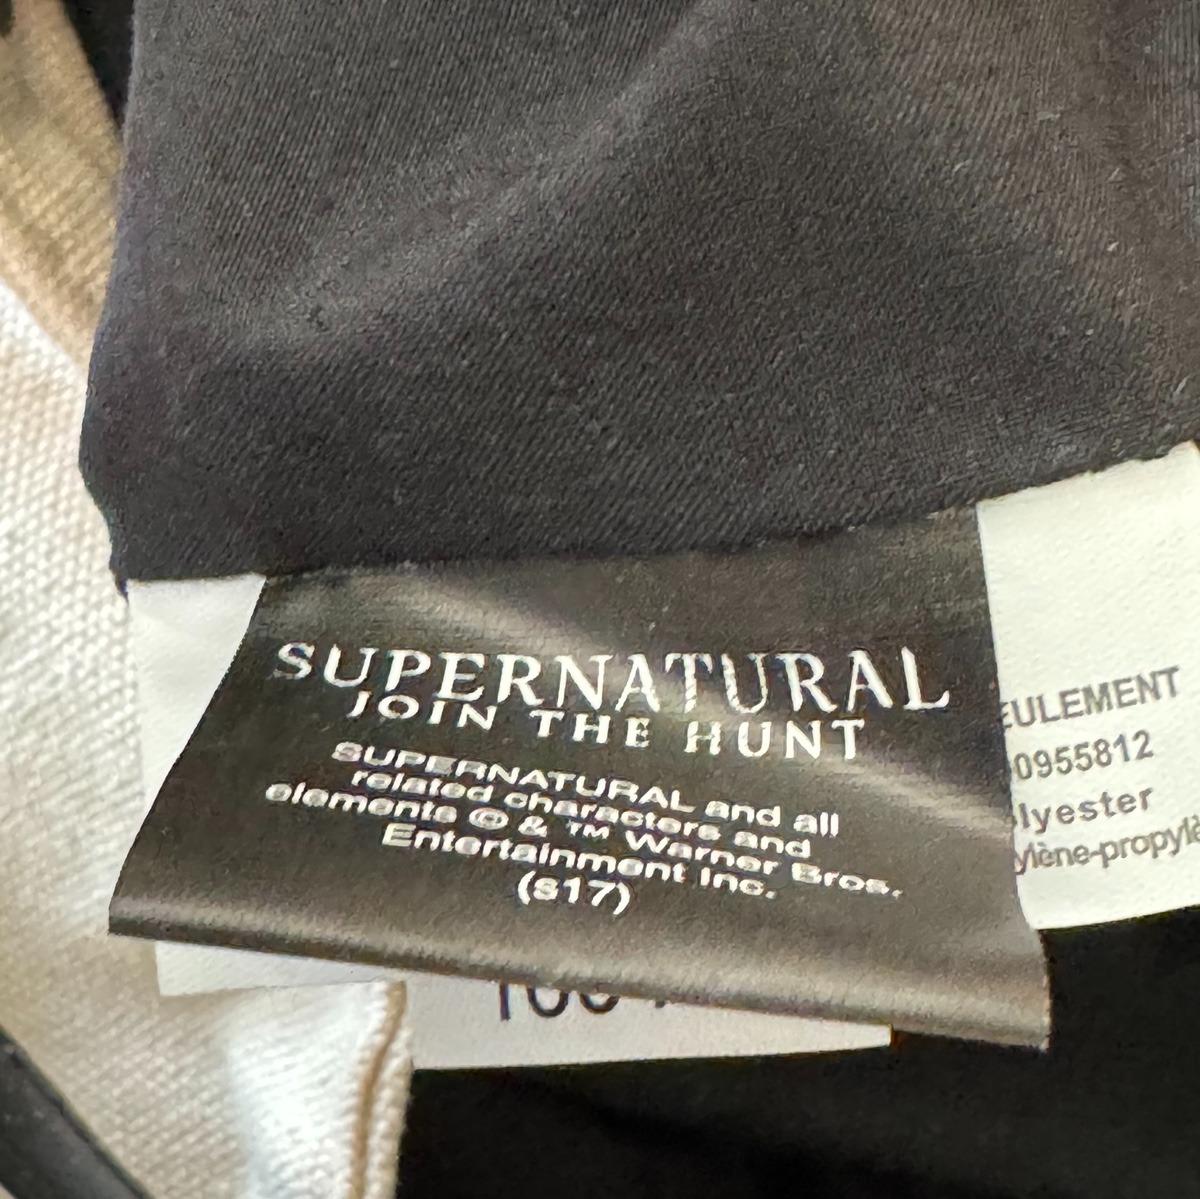 SUPERNATURAL
JOIN THE HUNT
SUPERNATURAL and all
related characters and
elements © & ™ Warner Bros.
Entertainment Inc.
(s17)
EULEMENT
0955812
lyester
ylène-propyl